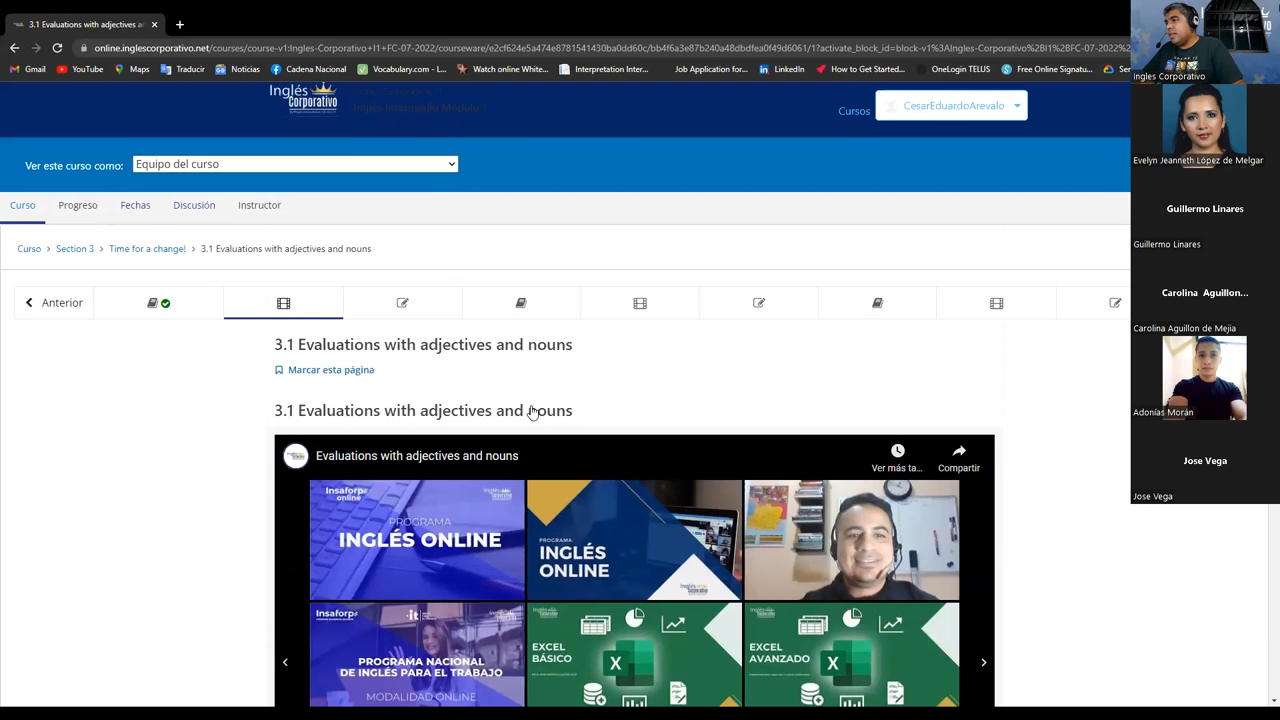 3.1 Evaluations with adjectives a
online.inglescorporativo.net/courses/course-v1:Ingles-Corporativo+I1+FC-07-2022/courseware/e2cf624e5a474e8781541430ba0dd60c/bb4f6a3e87b240a48dbdfea0f49d6061/1?activate_block_id=block-v1%3AIngles-Corporativo%2BI1%2BFC-07-2022%
Gmail
YouTube
Maps
Traducir
Noticias
Cadena Nacional
Vocabulary.com - L...
Whites Online White...
Interpretation Inter...
Job Application for...
LinkedIn
How to Get Started...
OneLogin TELUS
Free Online Signatu...
Ser
Inglés
Corporativo
Inglés Intermedio Módulo 1
Cursos
CesarEduardoArevalo
Ver este curso como:
Equipo del curso
Curso
Progreso
Fechas
Discusión
Instructor
Curso > Section 3 > Time for a change! > 3.1 Evaluations with adjectives and nouns
Anterior
3.1 Evaluations with adjectives and nouns
Marcar esta página
3.1 Evaluations with adjectives and nouns
Evaluations with adjectives and nouns
Ver más ta...
Compartir
Insaforp
online
PROGRAMA
INGLÉS ONLINE
PROGRAMA
INGLÉS
ONLINE
Insaforp
PROGRAMA NACIONAL
DE INGLÉS PARA EL TRABAJO
MODALIDAD ONLINE
EXCEL
BÁSICO
EXCEL
AVANZADO
Ingles Corporativo
Evelyn Jeanneth López de Melgar
Guillermo Linares
Guillermo Linares
Carolina Aguillon...
Carolina Aguillon de Mejia
Adonías Morán
Jose Vega
Jose Vega